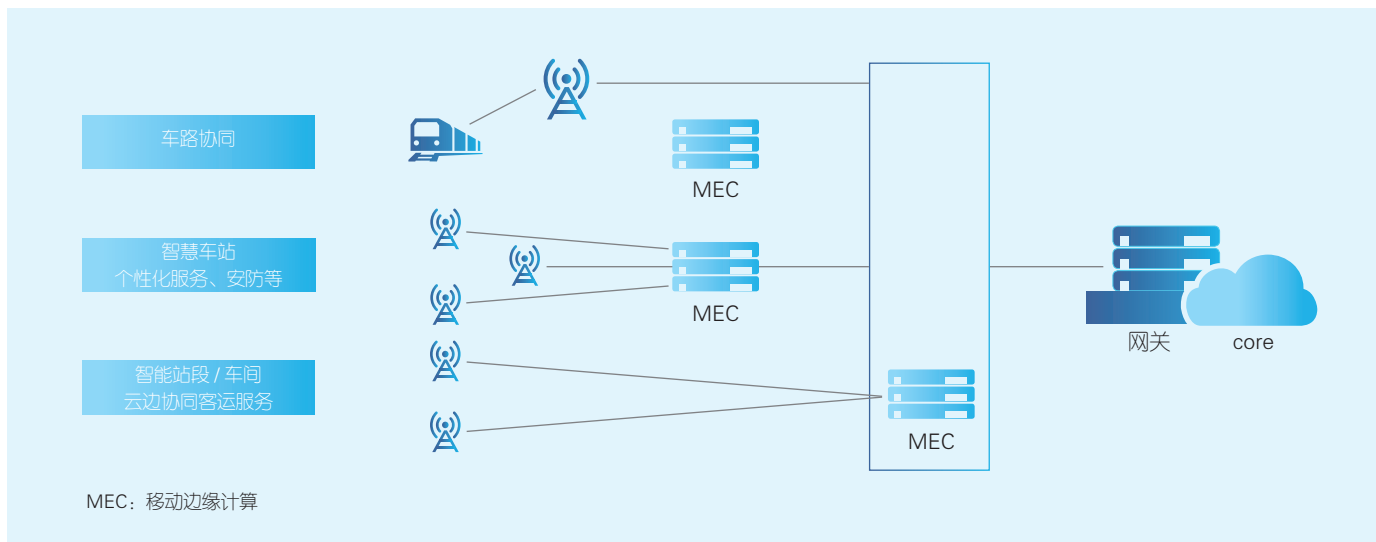 车路协同
MEC
智慧车站
个性化服务、安防等
MEC
网关
core
智能站段 / 车间
云边协同客运服务
MEC
MEC：移动边缘计算